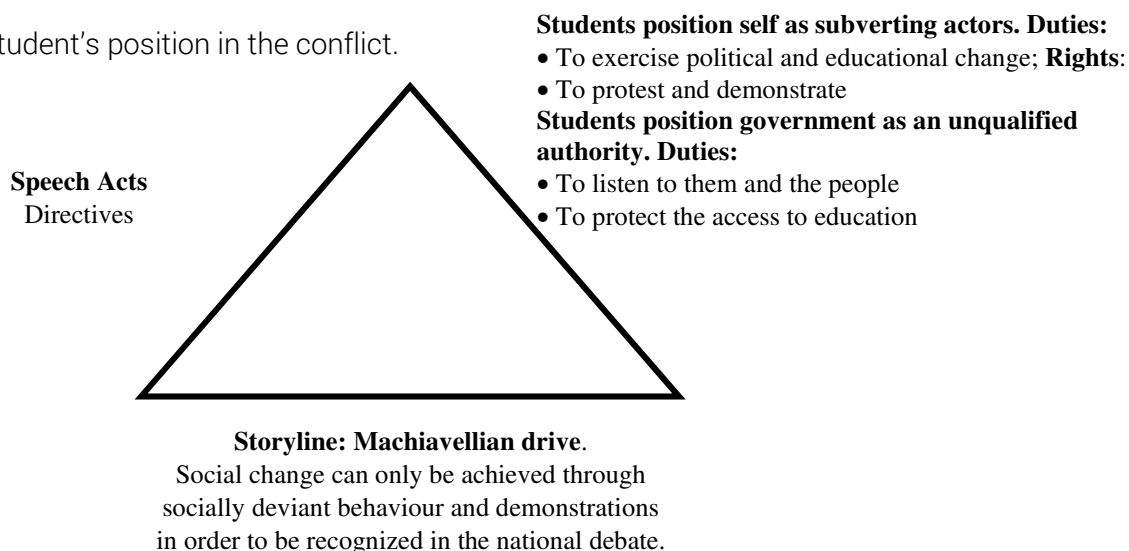 tudent's position in the conflict.
Students position self as subverting actors. Duties:
• To exercise political and educational change; Rights:
• To protest and demonstrate
Students position government as an unqualified
authority. Duties:
• To listen to them and the people
• To protect the access to education
Speech Acts
Directives
Storyline: Machiavellian drive.
Social change can only be achieved through
socially deviant behaviour and demonstrations
in order to be recognized in the national debate.